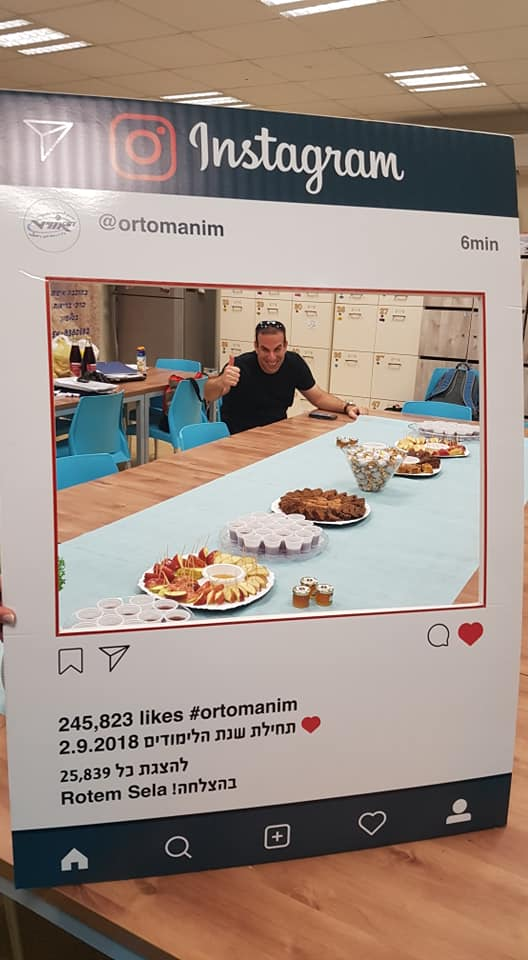 Instagram
@ortomanim
6min
245,823 likes #ortomanim
תחילת שנת הלימודים 2.9.2018
להצגת כל 25,839
בהצלחה! Rotem Sela